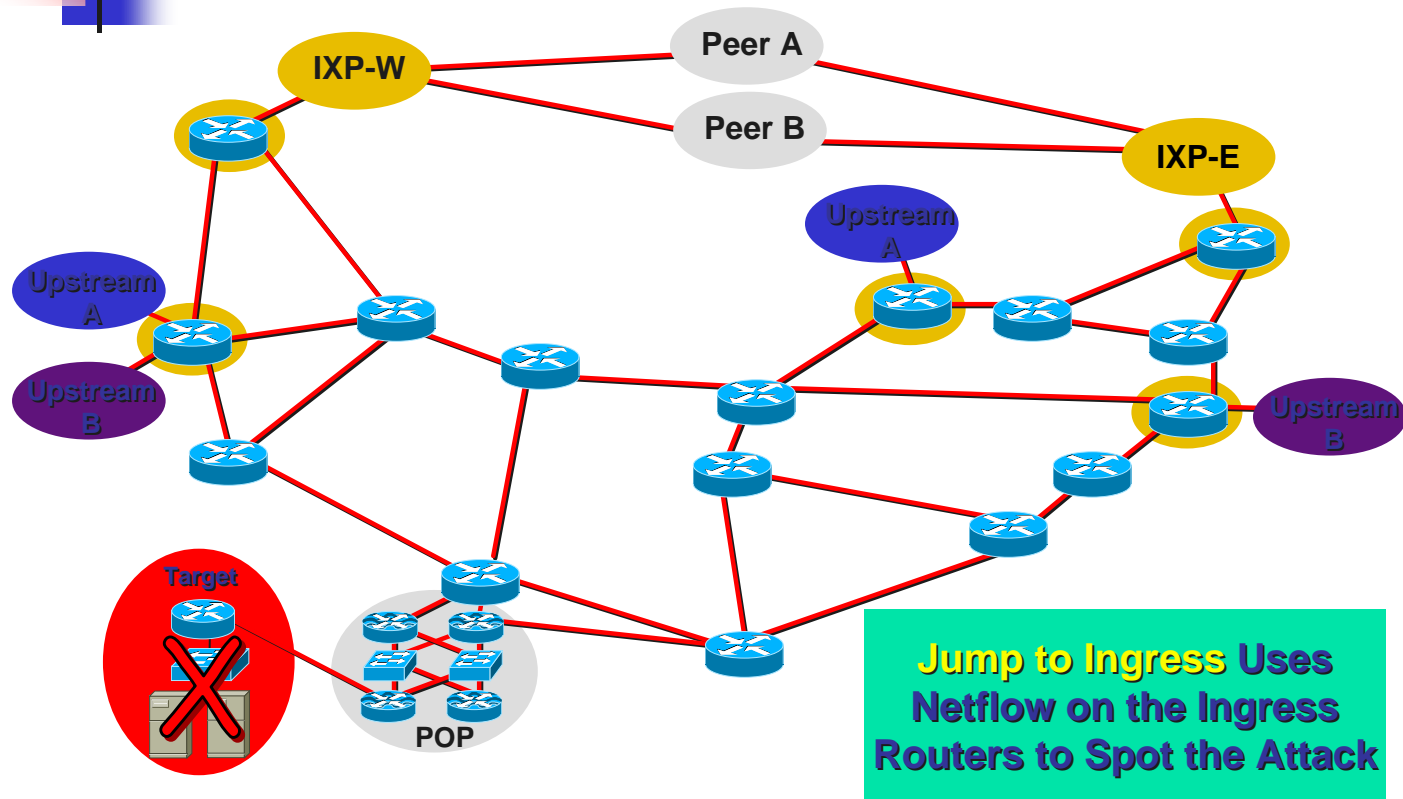 Peer A
IXP-W
Peer B
IXP-E
Upstream
A
Upstream
A
Upstream
B
Upstream
B
Target
POP
Jump to Ingress Uses
Netflow on the Ingress
Routers to Spot the Attack